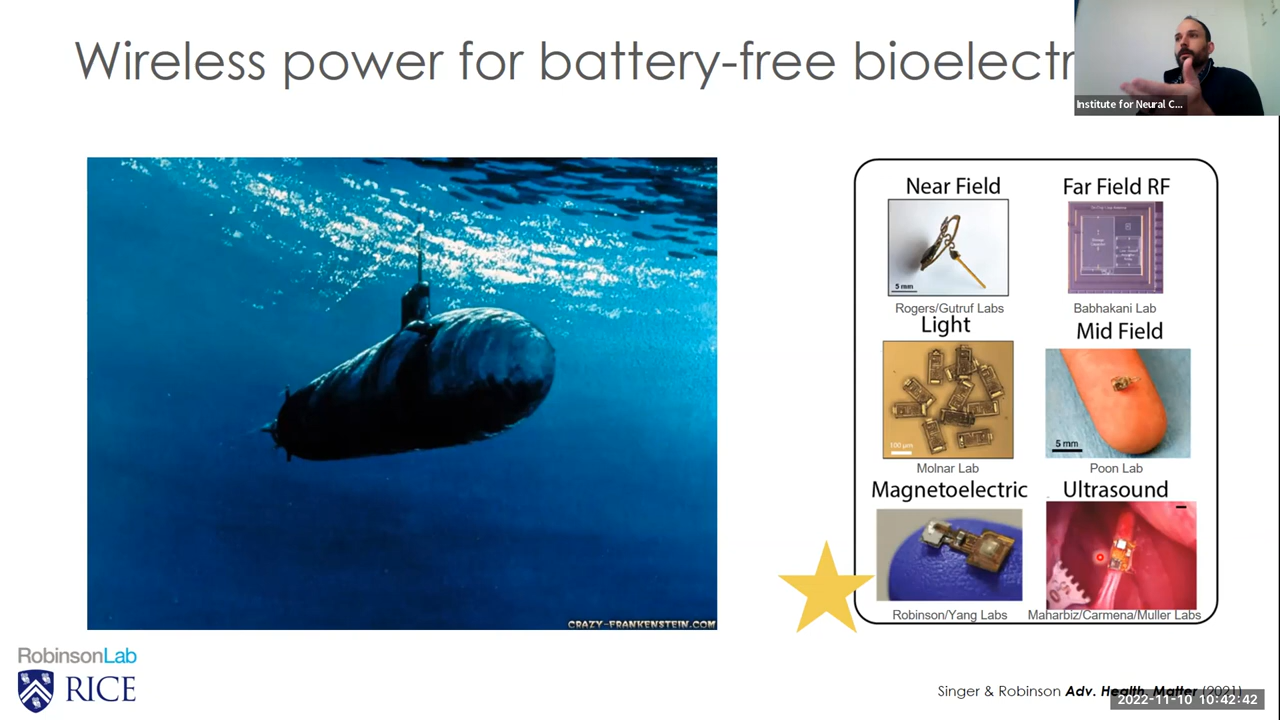 Wireless power for battery-free bioelectr
Institute for Neural C...
Near Field
Far Field RF
5 mm
Rogers/Gutruf Labs
Babhakani Lab
Light
Mid Field
100 µm
5 mm
Molnar Lab
Poon Lab
Magnetoelectric
Ultrasound
Robinson/Yang Labs
Maharbiz/Carmena/Muller Labs
CRAZY-FRANKENSTEIN.COM
RobinsonLab
RICE
Singer & Robinson Adv. Health. Matter (2021)
2022-11-10 10:42:42